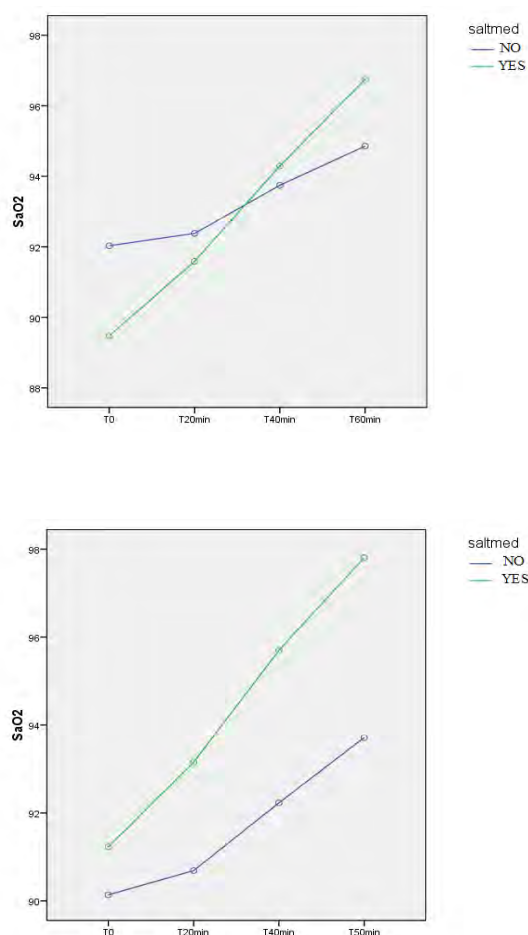 saltmed
NO
YES
98
96
94
92
90
88
SaO2
T0 T20min T40min T60min
saltmed
NO
YES
98
96
94
92
90
SaO2
T0 T20min T40min T50min